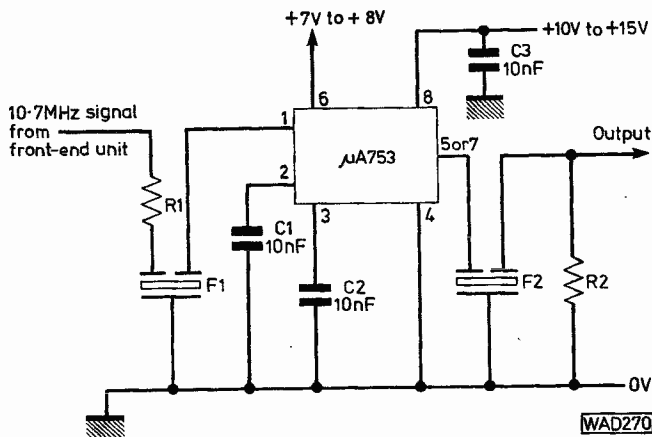 +7V to + 8V
+10V to +15V
C3
10nF
6
8
10·7MHz signal
from
front-end unit
1
5or7
Output
µA753
2
R1
3
4
C1
10nF
C2
10nF
F1
F2
R2
0V
WAD270